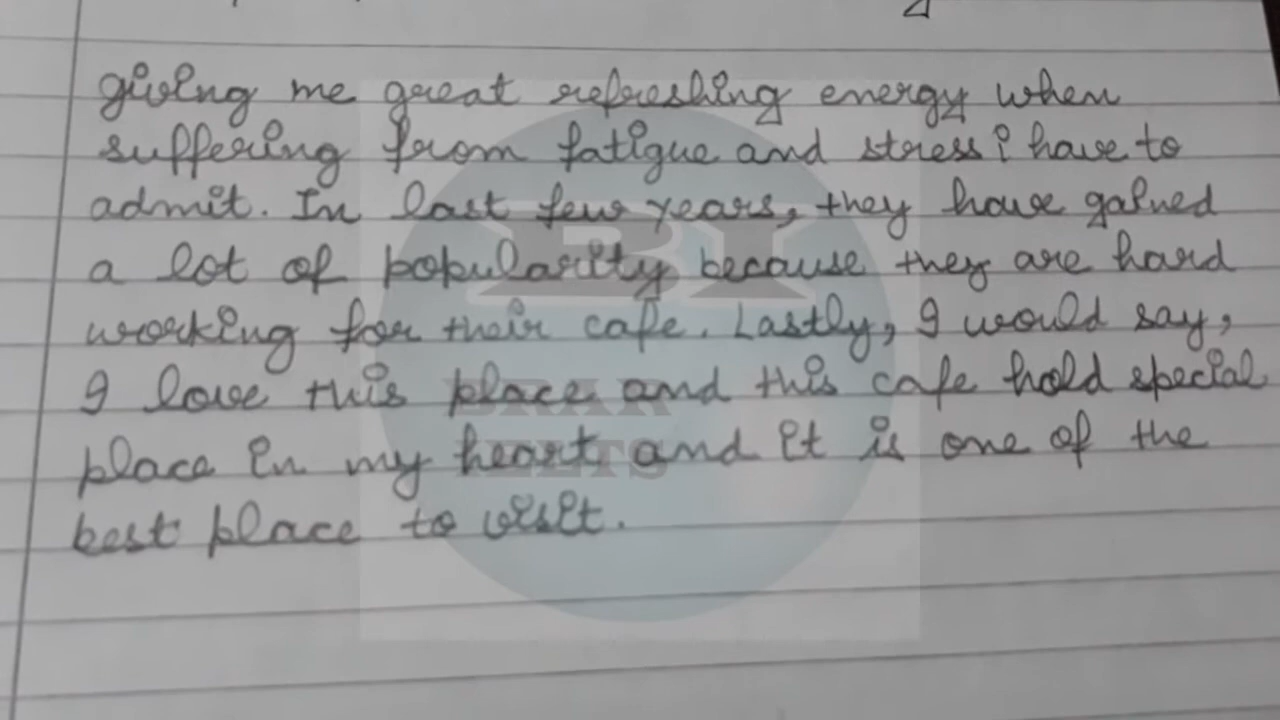 giving me great refreshing energy when
suffering from fatigue and stress i have to
admit. In last few years, they have gained
a lot of popularity because they are hard
working for their cafe. Lastly, I would say,
I love this place and this cafe hold special
place in my heart and it is one of the
best place to visit.
BI
BRAR
IELTS